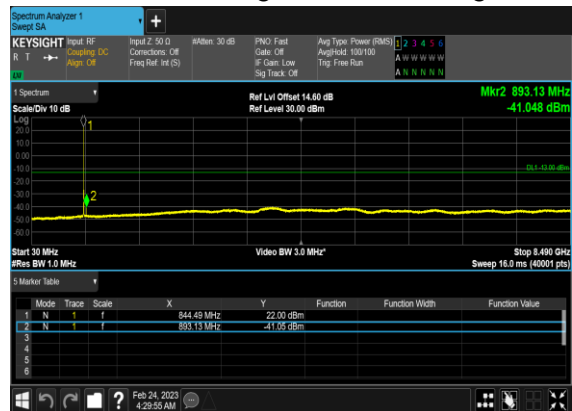 Spectrum Analyzer 1
Swept SA
+
KEYSIGHT Input: RF Input Z: 50 Ω #Atten: 30 dB PNO: Fast Avg Type: Power (RMS) 1 2 3 4 5 6
R T Coupling: DC Corrections: Off Gate: Off Avg|Hold: 100/100 A W W W W W
Align: Off Freq Ref: Int (S) IF Gain: Low Trig: Free Run
LW Sig Track: Off A N N N N N
1 Spectrum
Ref Lvl Offset 14.60 dB Mkr2 893.13 MHz
Scale/Div 10 dB Ref Level 30.00 dBm -41.048 dBm
Log
1
20.0
10.0
0.00
-10.0
DL1 -13.00 dBm
-20.0
-30.0
2
-40.0
-50.0
-60.0
Start 30 MHz Video BW 3.0 MHz* Stop 8.490 GHz
#Res BW 1.0 MHz Sweep 16.0 ms (40001 pts)
5 Marker Table
Mode Trace Scale X Y Function Function Width Function Value
1 N 1 f 844.49 MHz 22.00 dBm
2 N 1 f 893.13 MHz -41.05 dBm
3
4
5
6
? Feb 24, 2023
4:29:55 AM